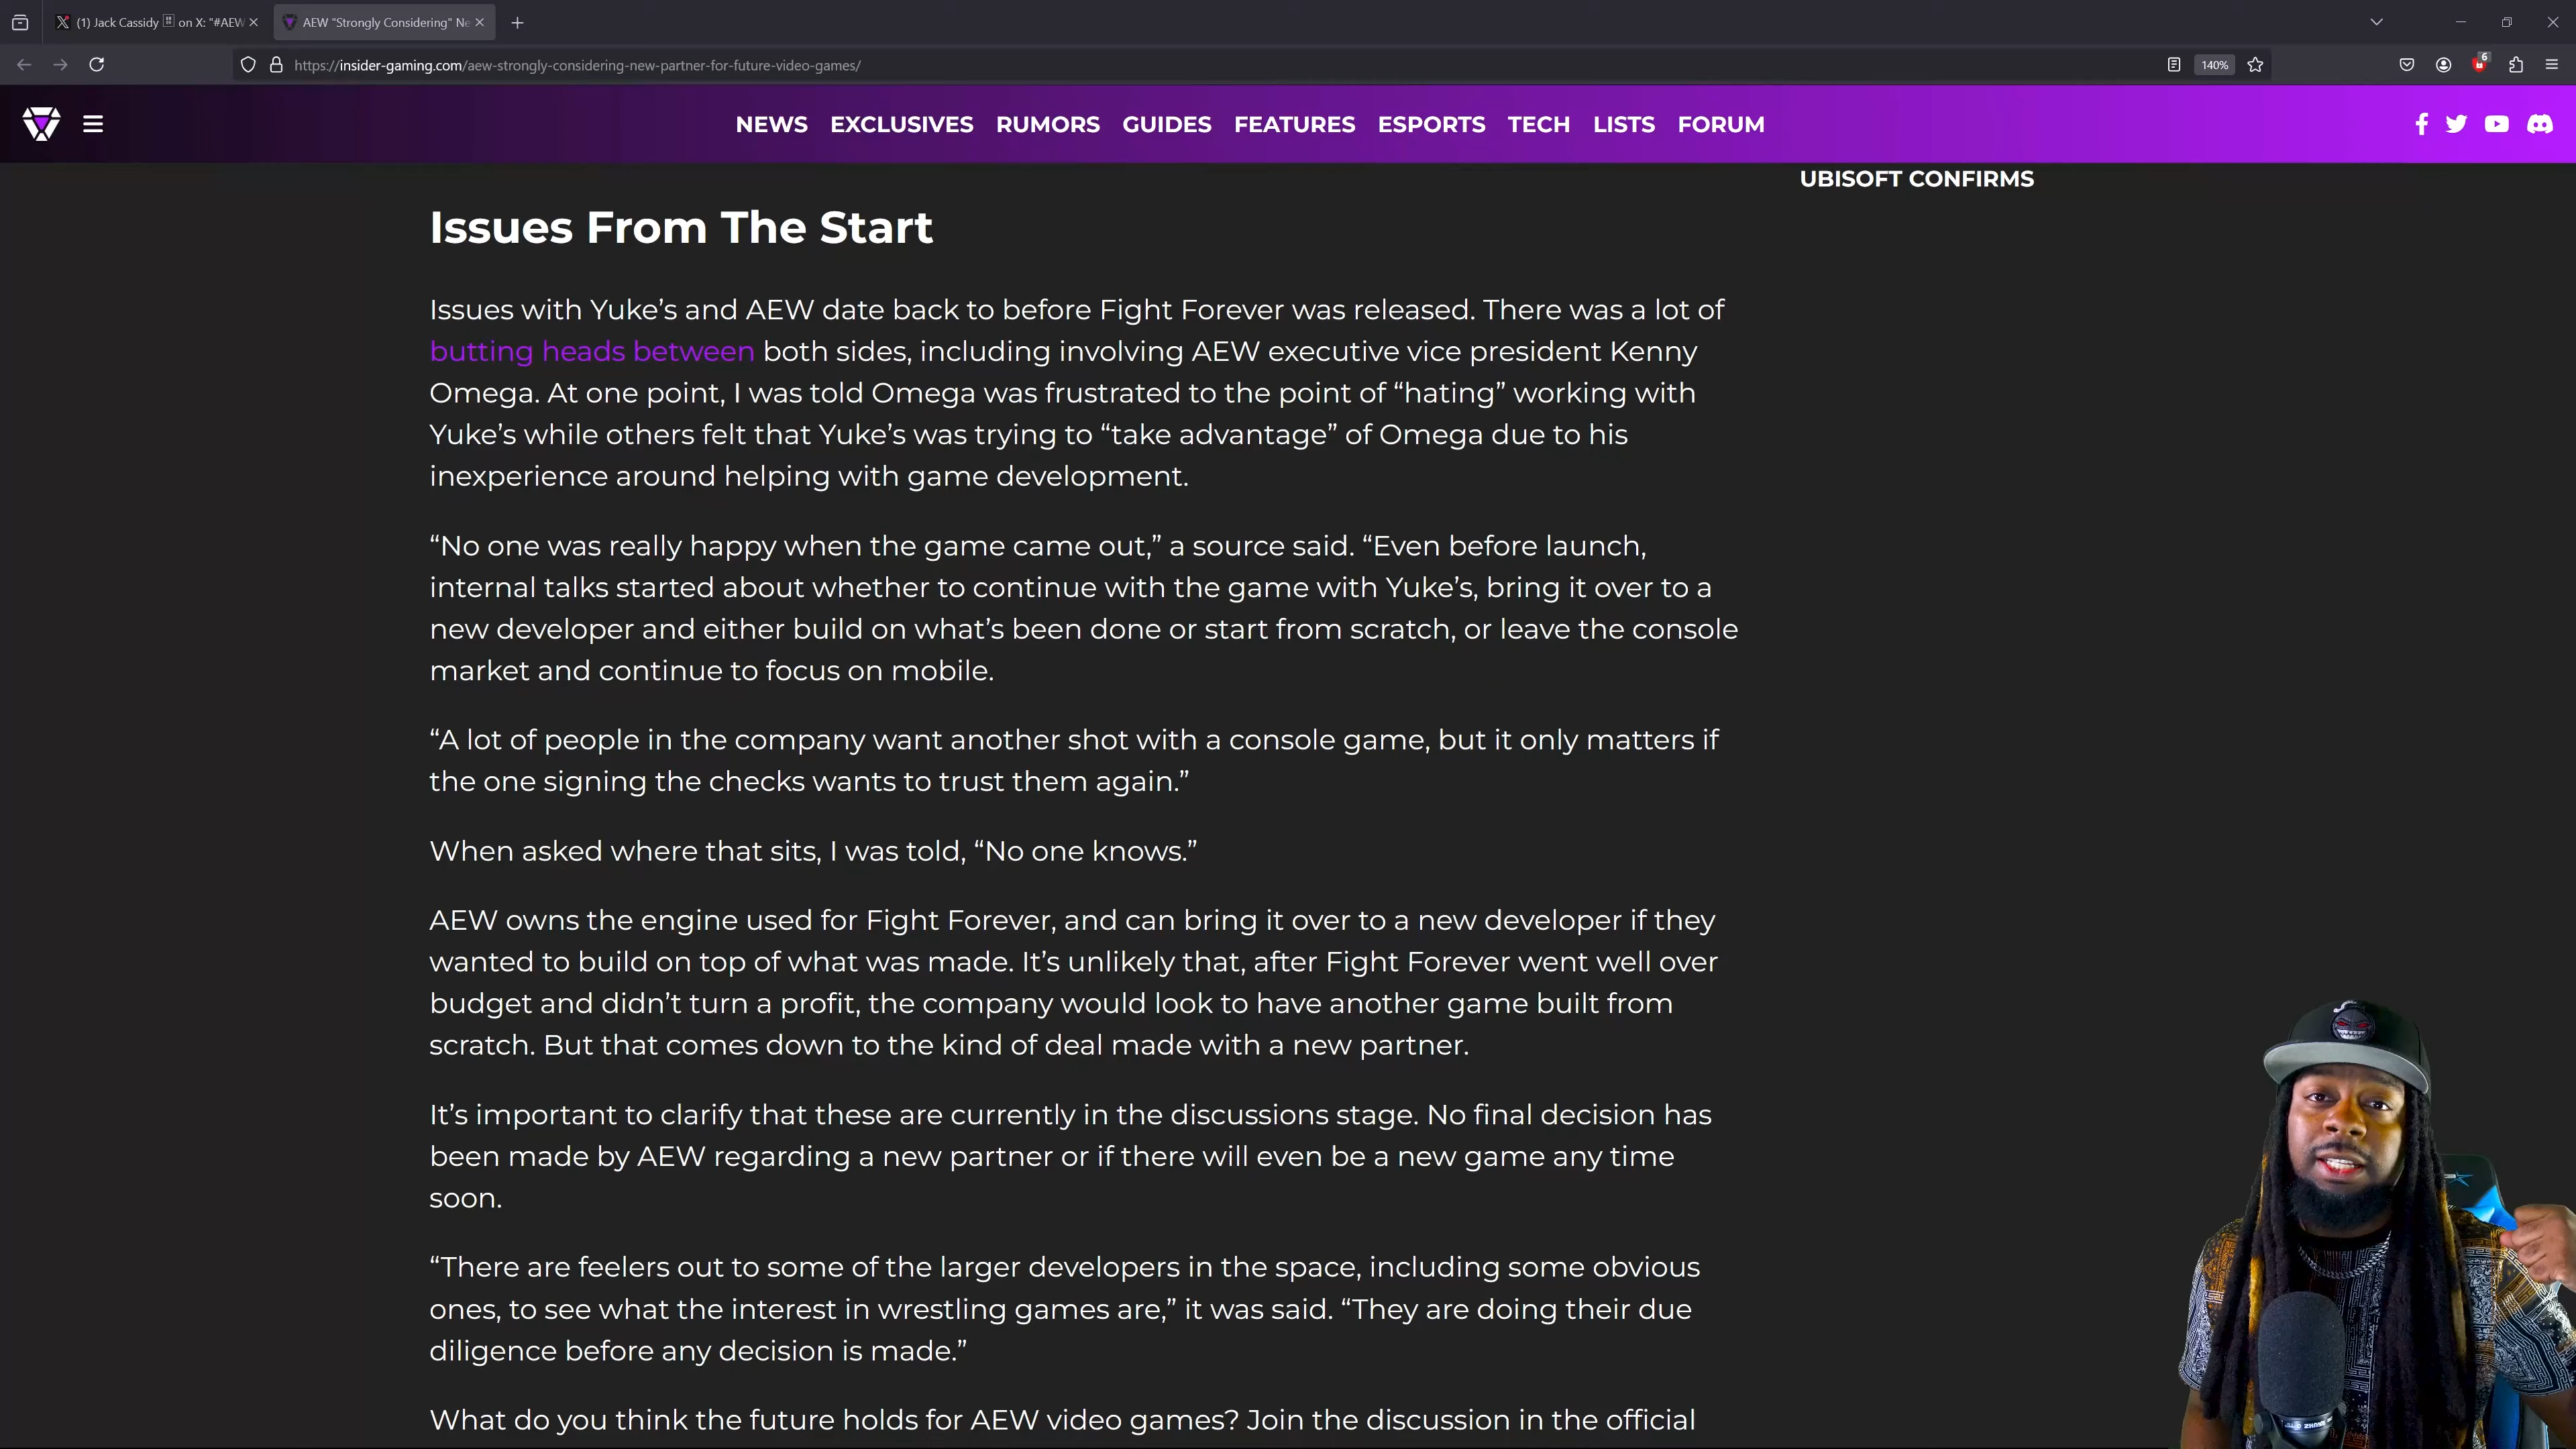 (1) Jack Cassidy on X: "#AEW
AEW "Strongly Considering" Ne
https://insider-gaming.com/aew-strongly-considering-new-partner-for-future-video-games/
140%
6
NEWS EXCLUSIVES RUMORS GUIDES FEATURES ESPORTS TECH LISTS FORUM
UBISOFT CONFIRMS
Issues From The Start
Issues with Yuke’s and AEW date back to before Fight Forever was released. There was a lot of
butting heads between both sides, including involving AEW executive vice president Kenny
Omega. At one point, I was told Omega was frustrated to the point of “hating” working with
Yuke’s while others felt that Yuke’s was trying to “take advantage” of Omega due to his
inexperience around helping with game development.
“No one was really happy when the game came out,” a source said. “Even before launch,
internal talks started about whether to continue with the game with Yuke’s, bring it over to a
new developer and either build on what’s been done or start from scratch, or leave the console
market and continue to focus on mobile.
“A lot of people in the company want another shot with a console game, but it only matters if
the one signing the checks wants to trust them again.”
When asked where that sits, I was told, “No one knows.”
AEW owns the engine used for Fight Forever, and can bring it over to a new developer if they
wanted to build on top of what was made. It’s unlikely that, after Fight Forever went well over
budget and didn’t turn a profit, the company would look to have another game built from
scratch. But that comes down to the kind of deal made with a new partner.
It’s important to clarify that these are currently in the discussions stage. No final decision has
been made by AEW regarding a new partner or if there will even be a new game any time
soon.
“There are feelers out to some of the larger developers in the space, including some obvious
ones, to see what the interest in wrestling games are,” it was said. “They are doing their due
diligence before any decision is made.”
What do you think the future holds for AEW video games? Join the discussion in the official